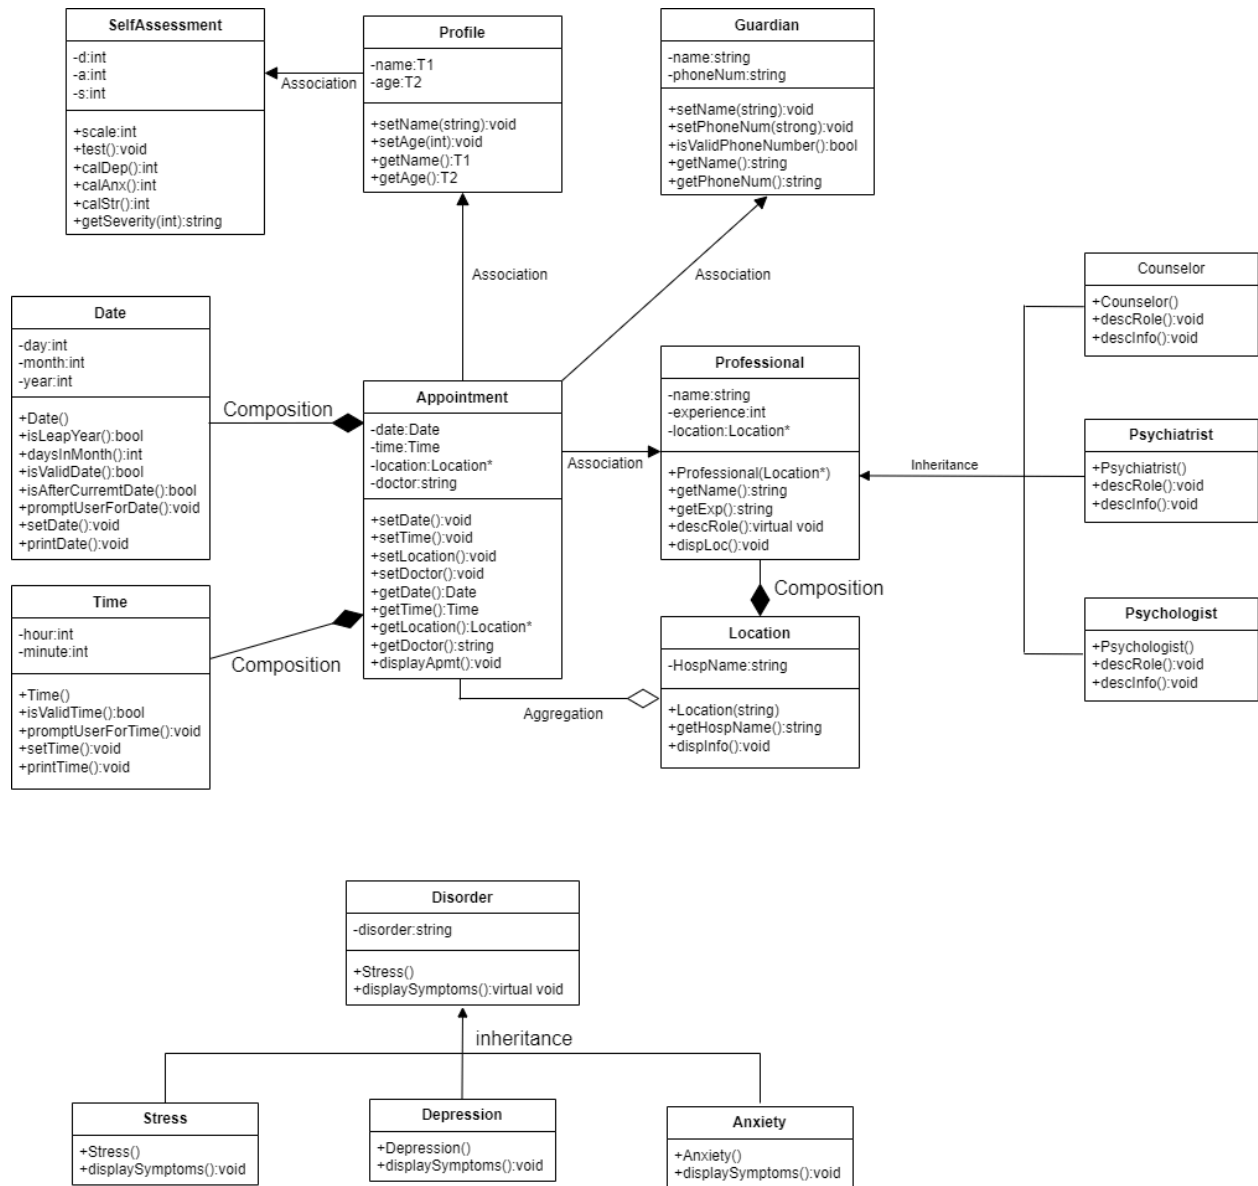 SelfAssessment
-d:int
-a:int
-s:int
+scale:int
+test():void
+calDep():int
+calAnx():int
+calStr():int
+getSeverity(int):string
Association
Profile
-name:T1
-age:T2
+setName(string):void
+setAge(int):void
+getName():T1
+getAge():T2
Guardian
-name:string
-phoneNum:string
+setName(string):void
+setPhoneNum(strong):void
+isValidPhoneNumber():bool
+getName():string
+getPhoneNum():string
Association
Association
Date
-day:int
-month:int
-year:int
+Date()
+isLeapYear():bool
+daysInMonth():int
+isValidDate():bool
+isAfterCurremtDate():bool
+promptUserForDate():void
+setDate():void
+printDate():void
Composition
Appointment
-date:Date
-time:Time
-location:Location*
-doctor:string
+setDate():void
+setTime():void
+setLocation():void
+setDoctor():void
+getDate():Date
+getTime():Time
+getLocation():Location*
+getDoctor():string
+displayApmt():void
Association
Professional
-name:string
-experience:int
-location:Location*
+Professional(Location*)
+getName():string
+getExp():string
+descRole():virtual void
+dispLoc():void
Inheritance
Counselor
+Counselor()
+descRole():void
+descInfo():void
Psychiatrist
+Psychiatrist()
+descRole():void
+descInfo():void
Psychologist
+Psychologist()
+descRole():void
+descInfo():void
Time
-hour:int
-minute:int
+Time()
+isValidTime():bool
+promptUserForTime():void
+setTime():void
+printTime():void
Composition
Composition
Location
-HospName:string
+Location(string)
+getHospName():string
+dispInfo():void
Aggregation
Disorder
-disorder:string
+Stress()
+displaySymptoms():virtual void
inheritance
Stress
+Stress()
+displaySymptoms():void
Depression
+Depression()
+displaySymptoms():void
Anxiety
+Anxiety()
+displaySymptoms():void